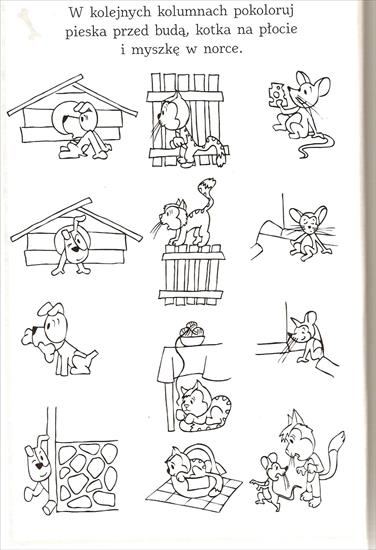 W kolejnych kolumnach pokoloruj
pieska przed budą, kotka na płocie
i myszkę w norce.